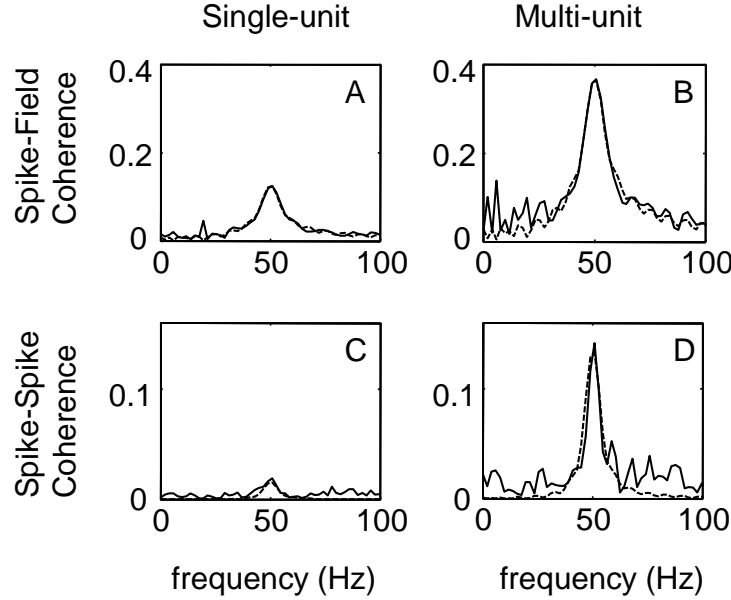 Single-unit
Multi-unit
Spike-Field
Coherence
0.4
0.2
0
A
0
50
100
B
0.4
0.2
0
0
50
100
Spike-Spike
Coherence
0.1
0
C
0
50
100
frequency (Hz)
D
0.1
0
0
50
100
frequency (Hz)